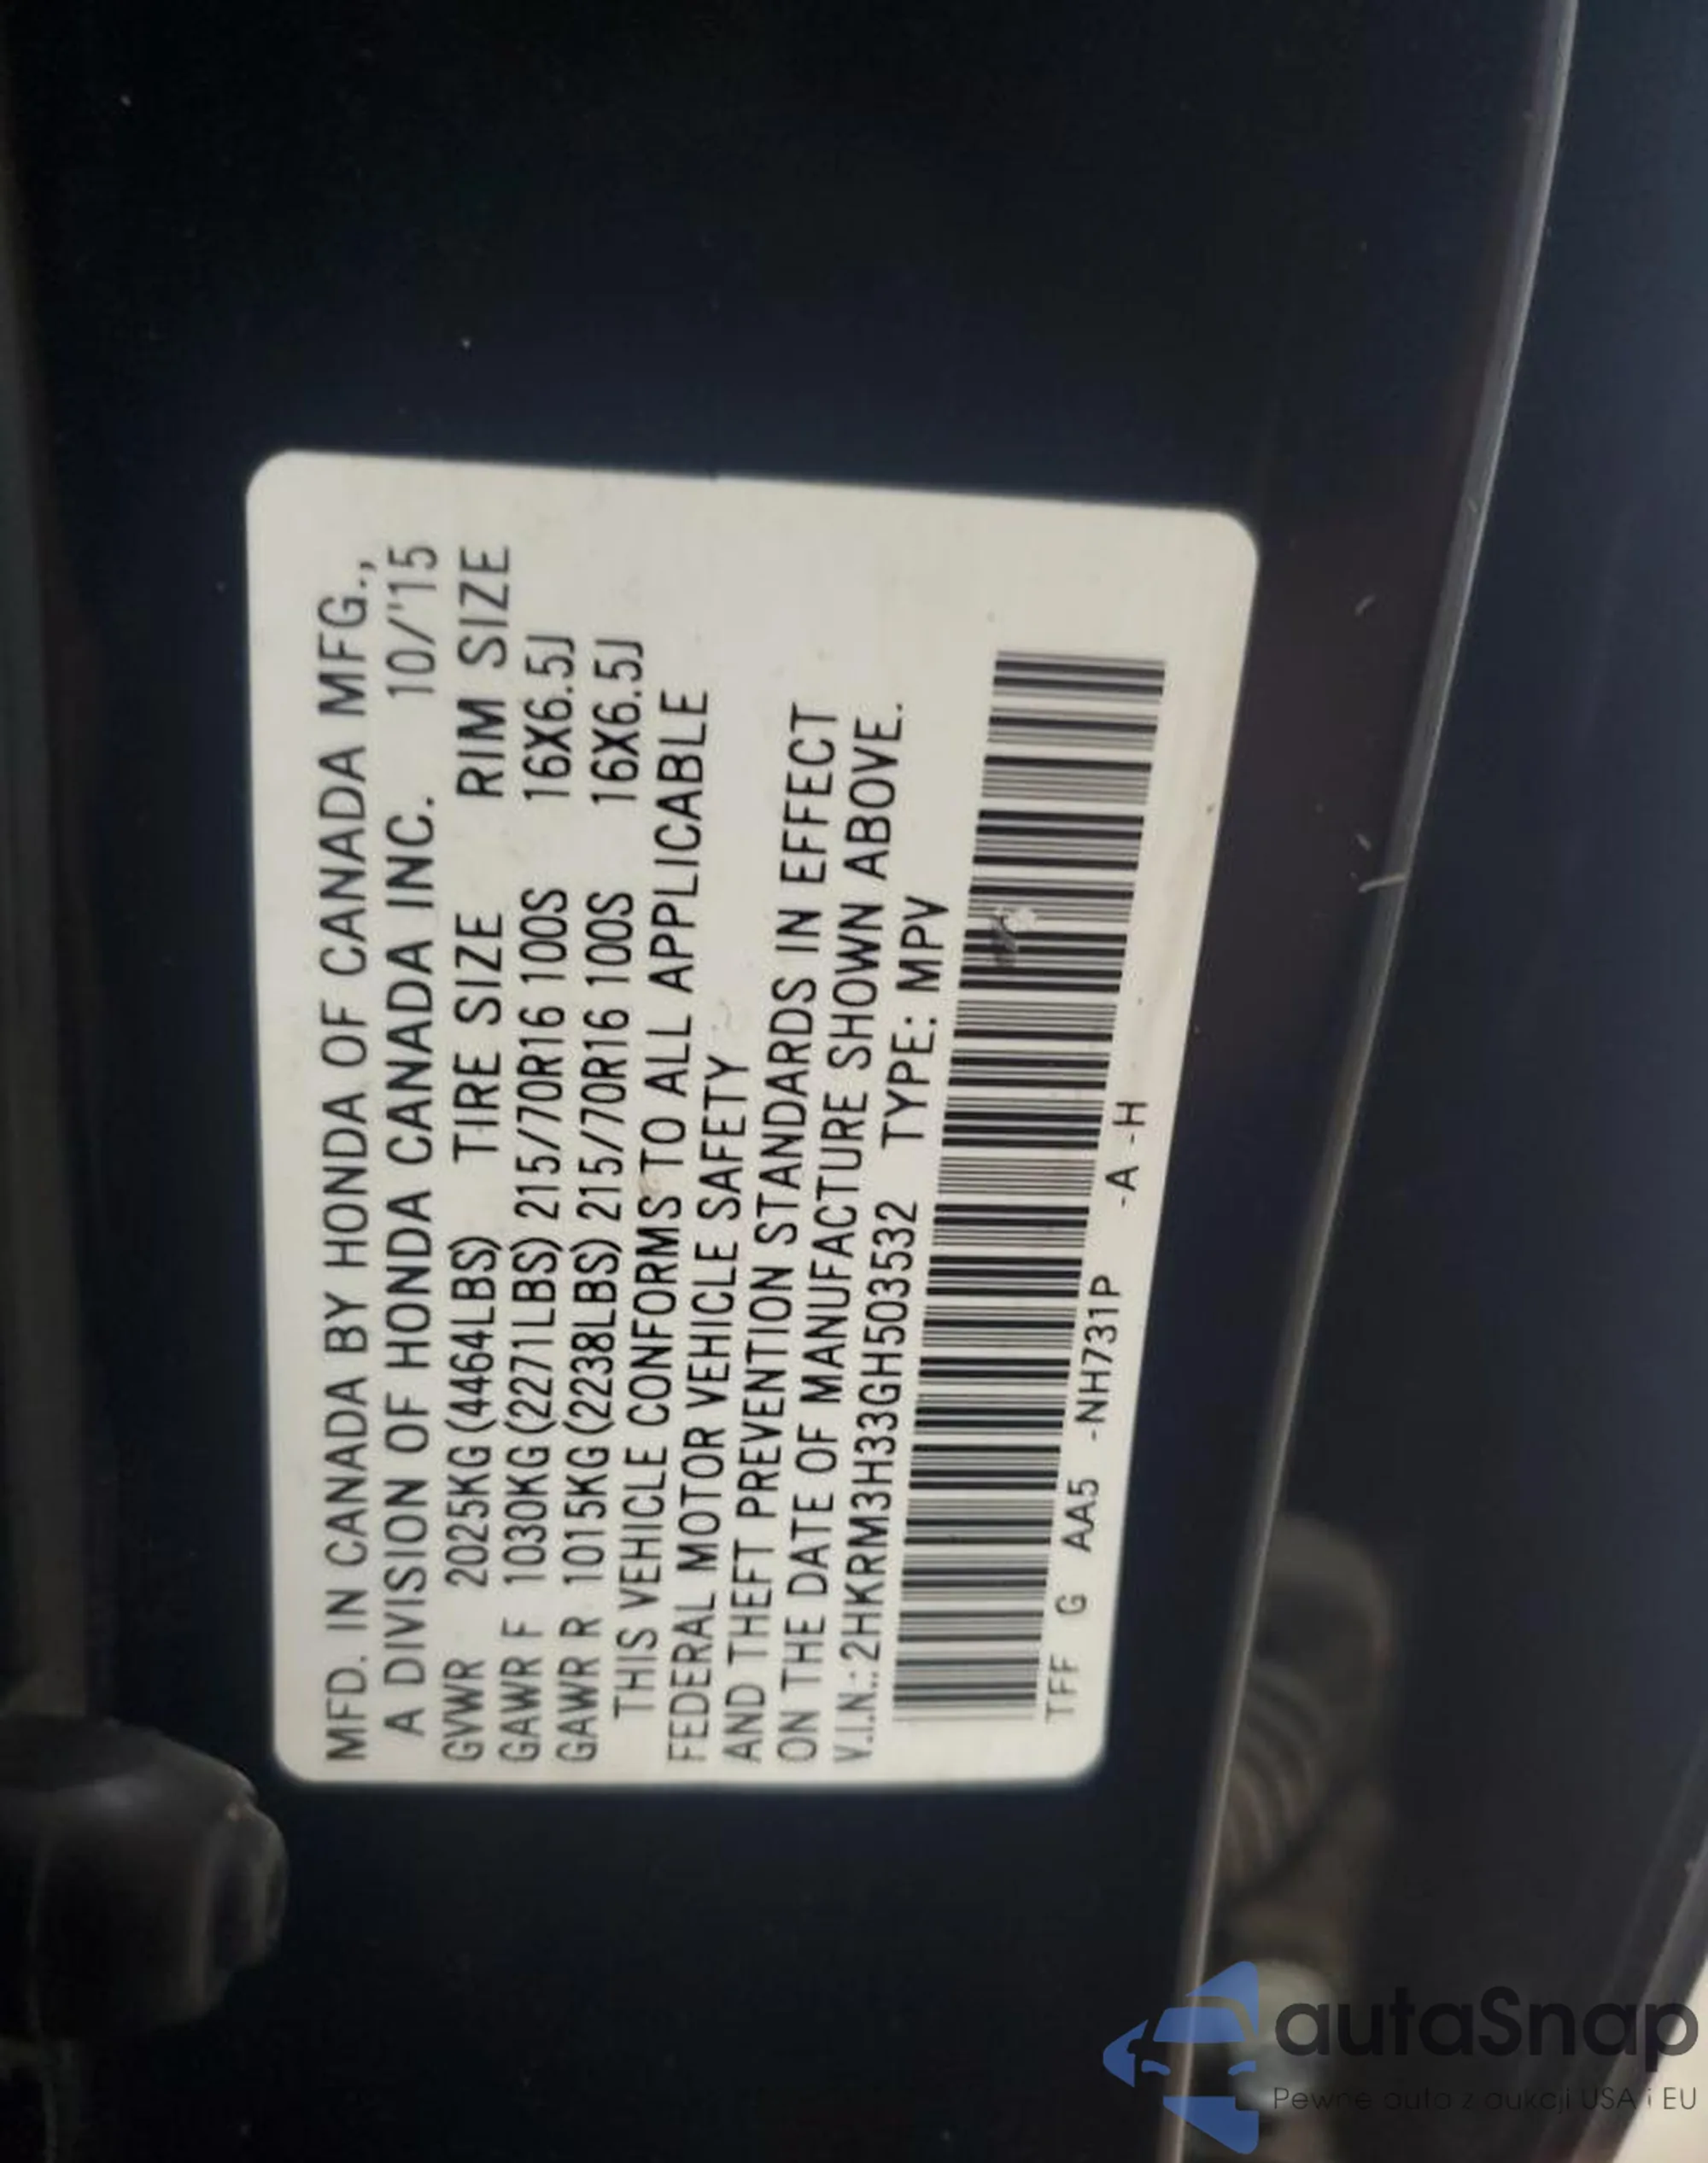 MFD. IN CANADA BY HONDA OF CANADA MFG.,
A DIVISION OF HONDA CANADA INC. 10/'15
GVWR 2025KG (4464LBS) TIRE SIZE RIM SIZE
GAWR F 1030KG (2271LBS) 215/70R16 100S 16X6.5J
GAWR R 1015KG (2238LBS) 215/70R16 100S 16X6.5J
THIS VEHICLE CONFORMS TO ALL APPLICABLE
FEDERAL MOTOR VEHICLE SAFETY
AND THEFT PREVENTION STANDARDS IN EFFECT
ON THE DATE OF MANUFACTURE SHOWN ABOVE.
V.I.N.: 2HKRM3H33GH503532 TYPE: MPV
TFF G AA5 -NH731P -A -H
autaSnap
Pewne auta z aukcji USA i EU